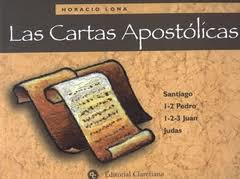 HORACIO LONA
Las Cartas Apostólicas
Santiago
1-2 Pedro
1-2-3 Juan
Judas
Editorial Claretiana